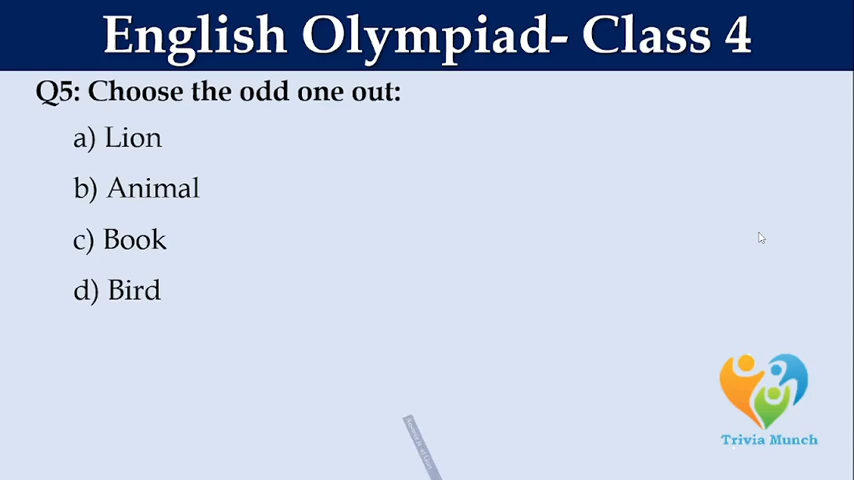 English Olympiad- Class 4
Q5: Choose the odd one out:
a) Lion
b) Animal
c) Book
d) Bird
Trivia Munch